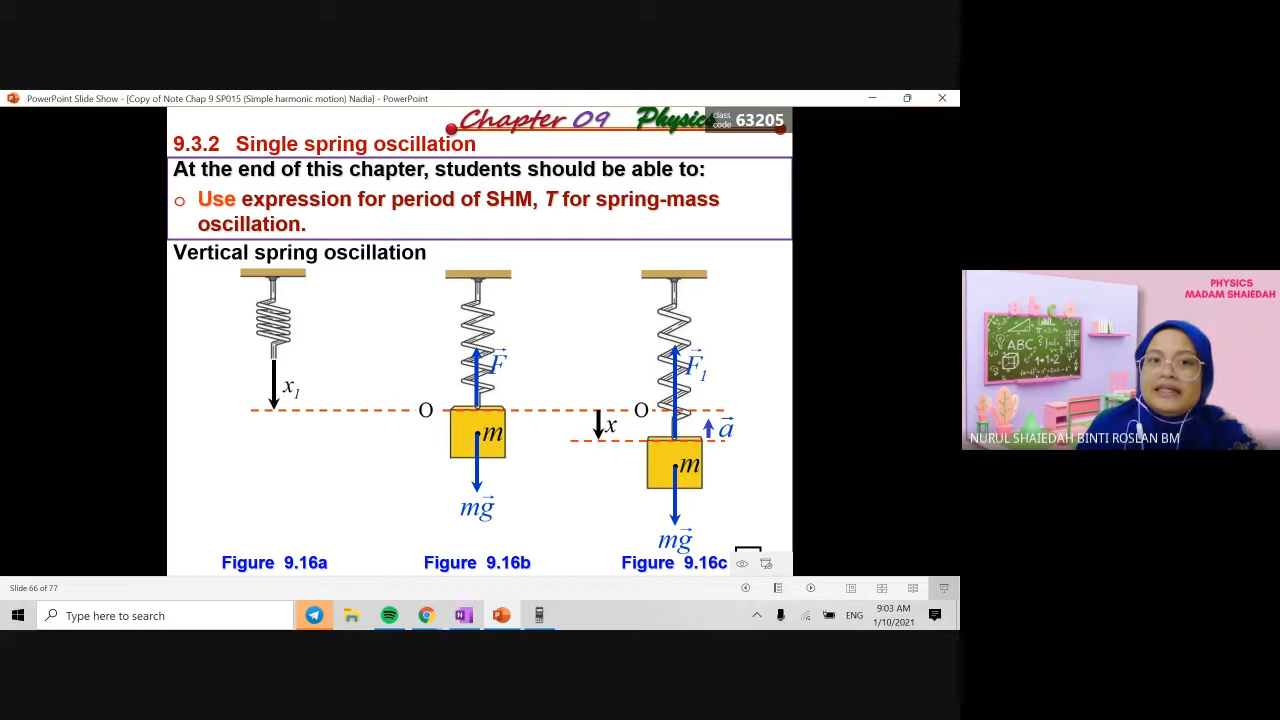 PowerPoint Slide Show - [Copy of Note Chap 9 SP015 (Simple harmonic motion) Nadia] - PowerPoint
Chapter 09 Physics
class code 63205
9.3.2 Single spring oscillation
At the end of this chapter, students should be able to:
o Use expression for period of SHM, T for spring-mass
oscillation.
Vertical spring oscillation
x₁
F
F₁
O
O
x
a
m
m
mg
mg
Figure 9.16a
Figure 9.16b
Figure 9.16c
PHYSICS
MADAM SHAIEDAH
ABC
1+1=2
NURUL SHAIEDAH BINTI ROSLAN BM
Slide 66 of 77
Type here to search
ENG
9:03 AM
1/10/2021